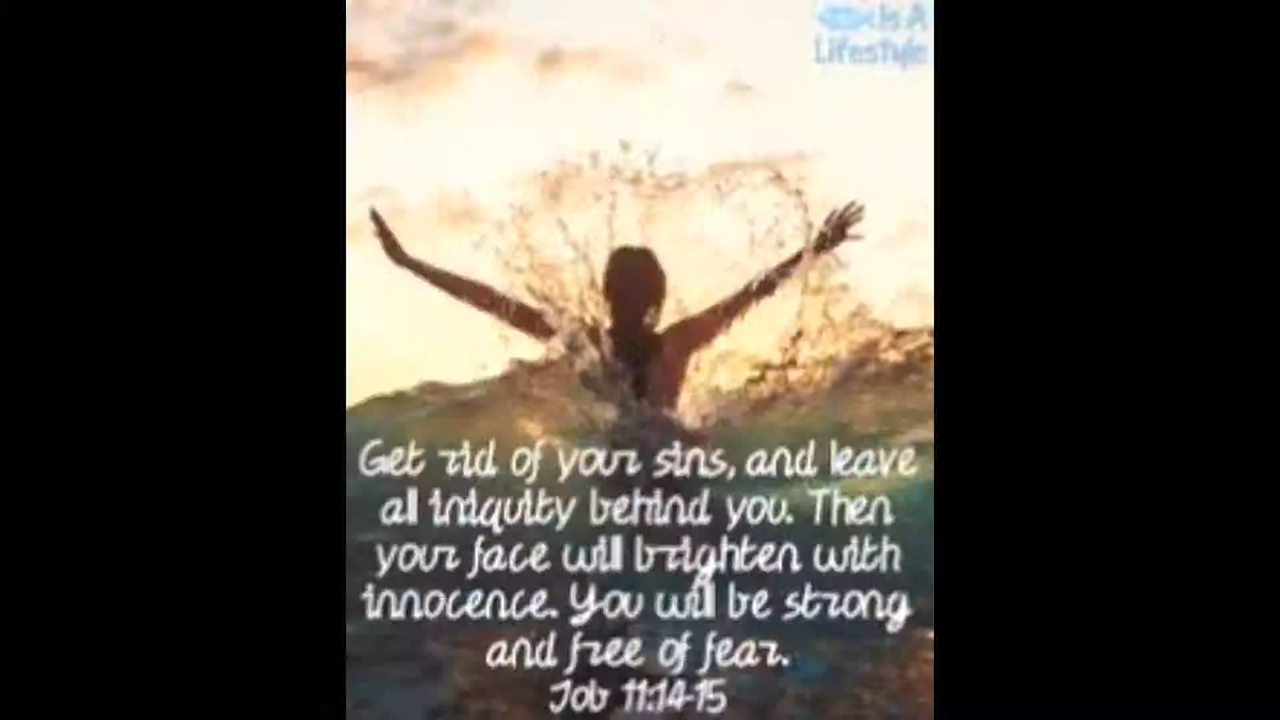 Is A
Lifestyle
Get rid of your sins, and leave
all iniquity behind you. Then
your face will brighten with
innocence. You will be strong
and free of fear.
Job 11:14-15